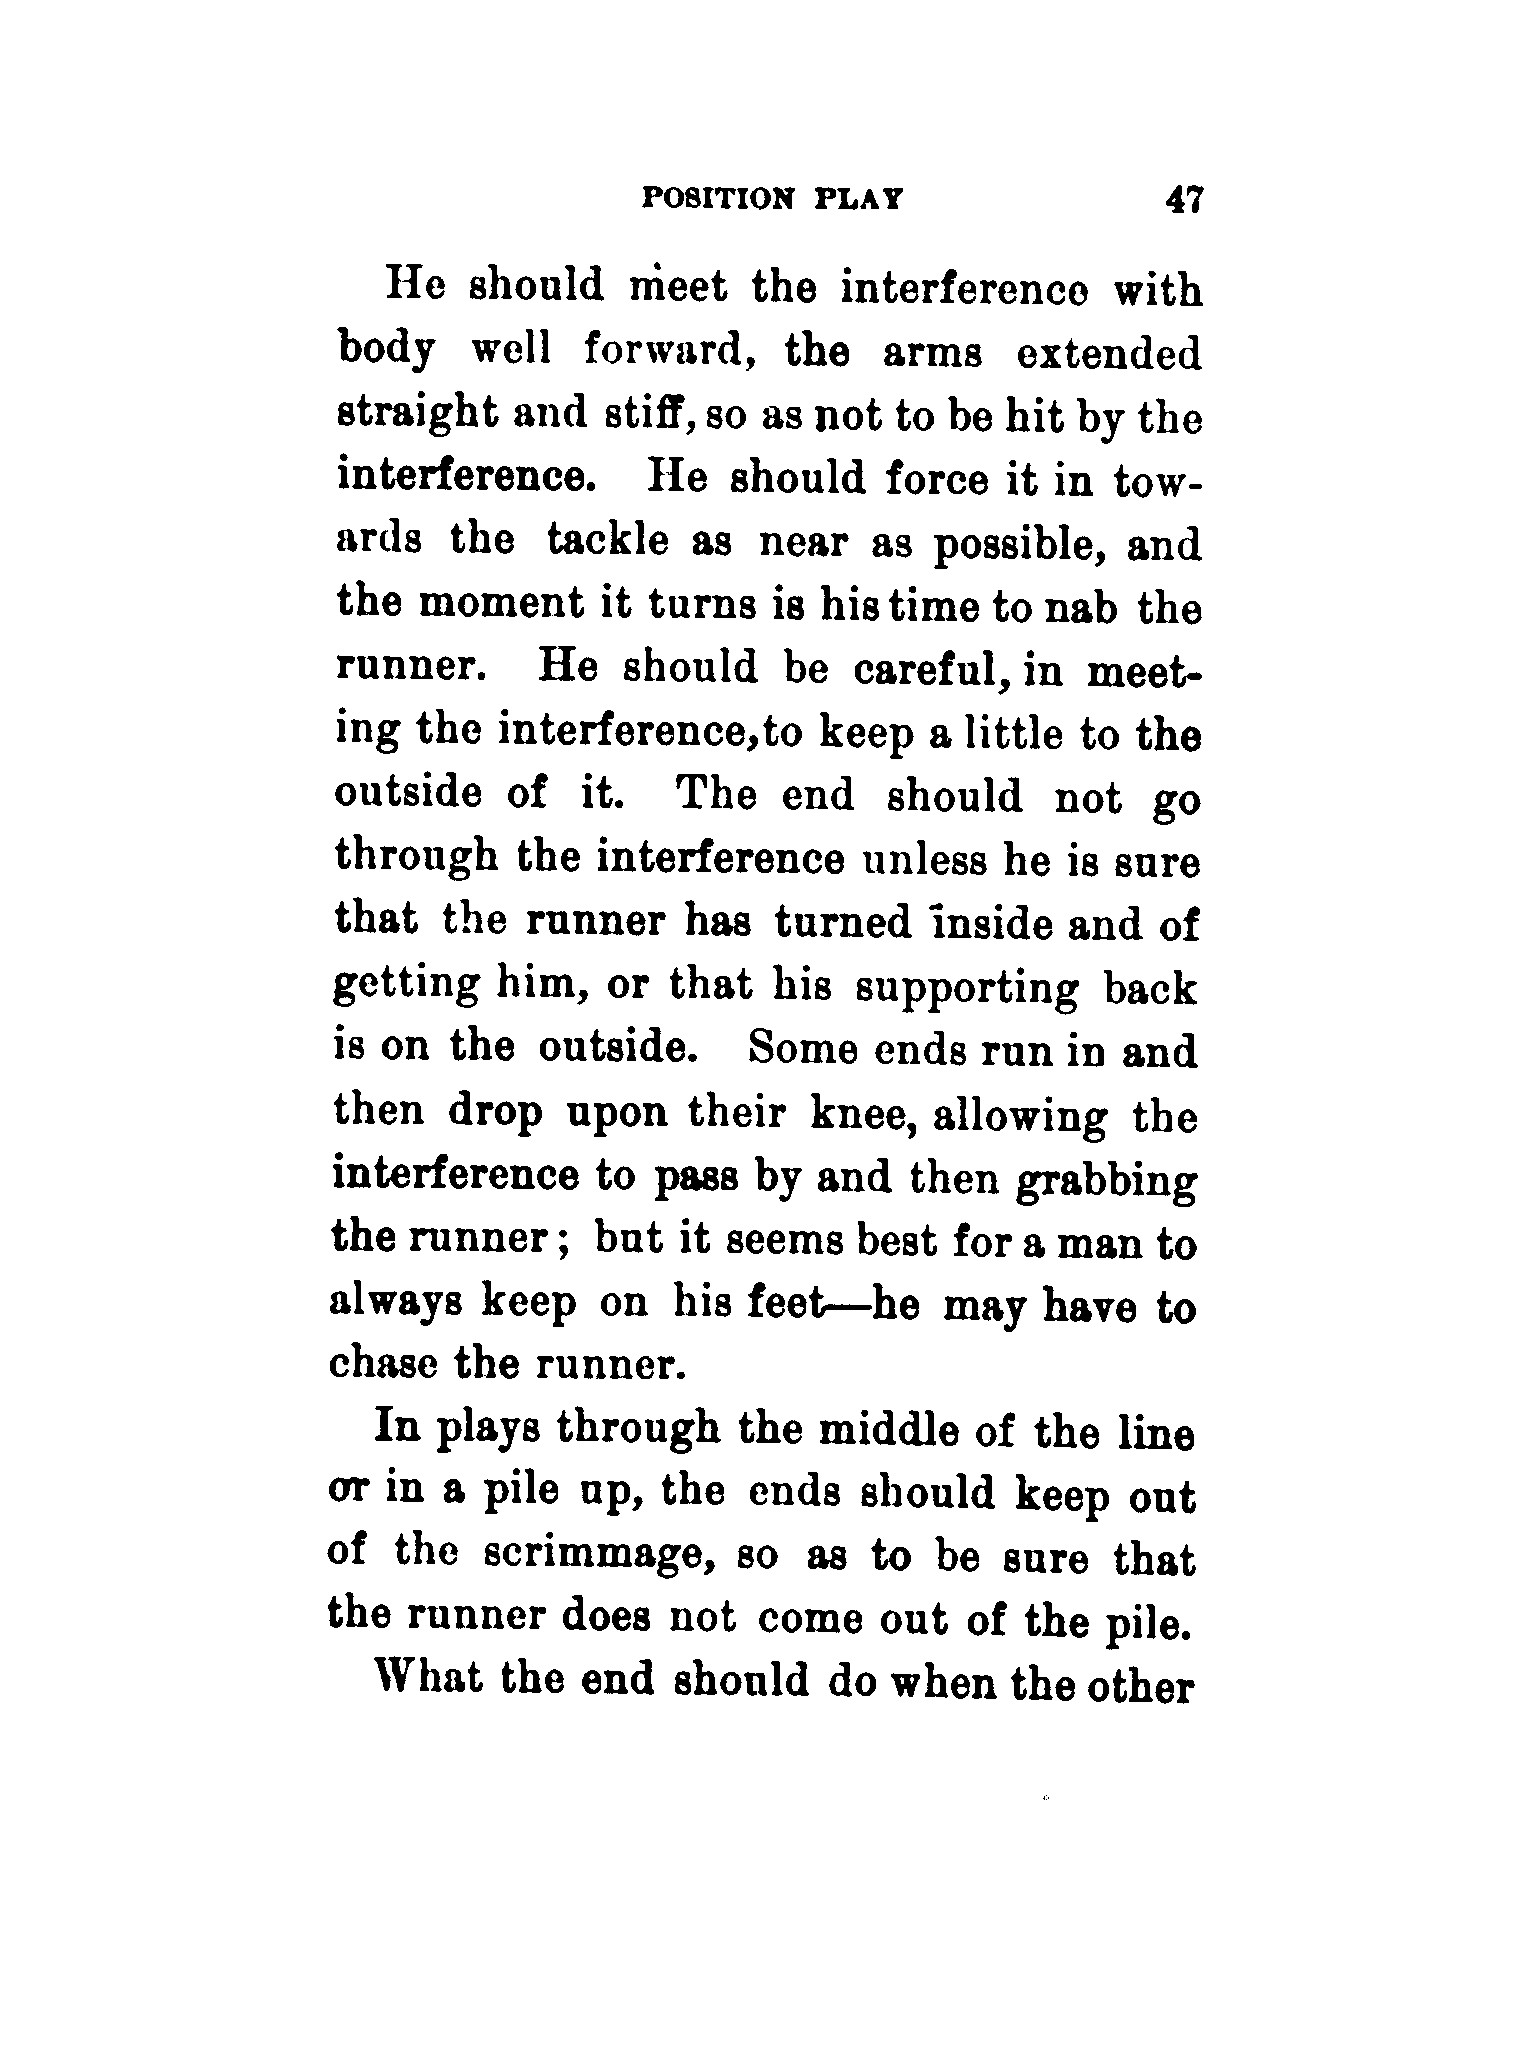 POSITION PLAY 47
He should meet the interference with
body well forward, the arms extended
straight and stiff, so as not to be hit by the
interference. He should force it in tow-
ards the tackle as near as possible, and
the moment it turns is his time to nab the
runner. He should be careful, in meet-
ing the interference, to keep a little to the
outside of it. The end should not go
through the interference unless he is sure
that the runner has turned inside and of
getting him, or that his supporting back
is on the outside. Some ends run in and
then drop upon their knee, allowing the
interference to pass by and then grabbing
the runner; but it seems best for a man to
always keep on his feet—he may have to
chase the runner.
In plays through the middle of the line
or in a pile up, the ends should keep out
of the scrimmage, so as to be sure that
the runner does not come out of the pile.
What the end should do when the other